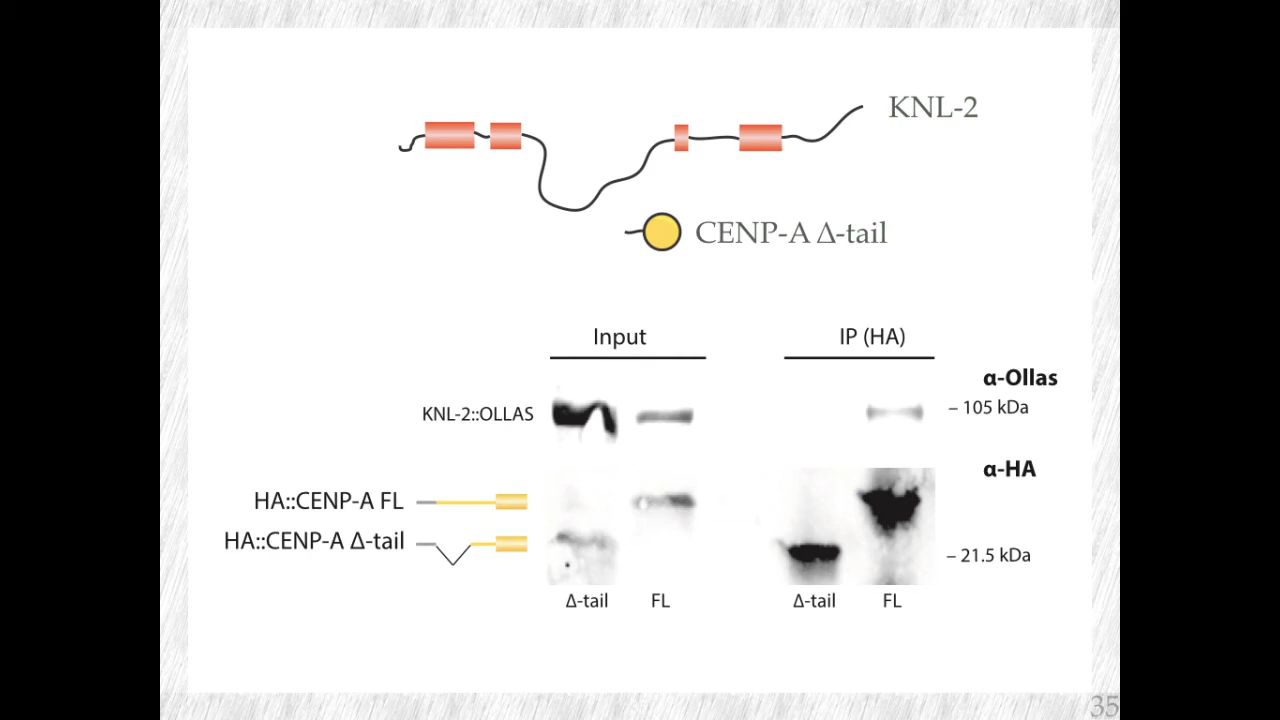 KNL-2
CENP-A Δ-tail
Input
IP (HA)
α-Ollas
KNL-2::OLLAS
– 105 kDa
α-HA
HA::CENP-A FL
HA::CENP-A Δ-tail
– 21.5 kDa
Δ-tail
FL
Δ-tail
FL
35